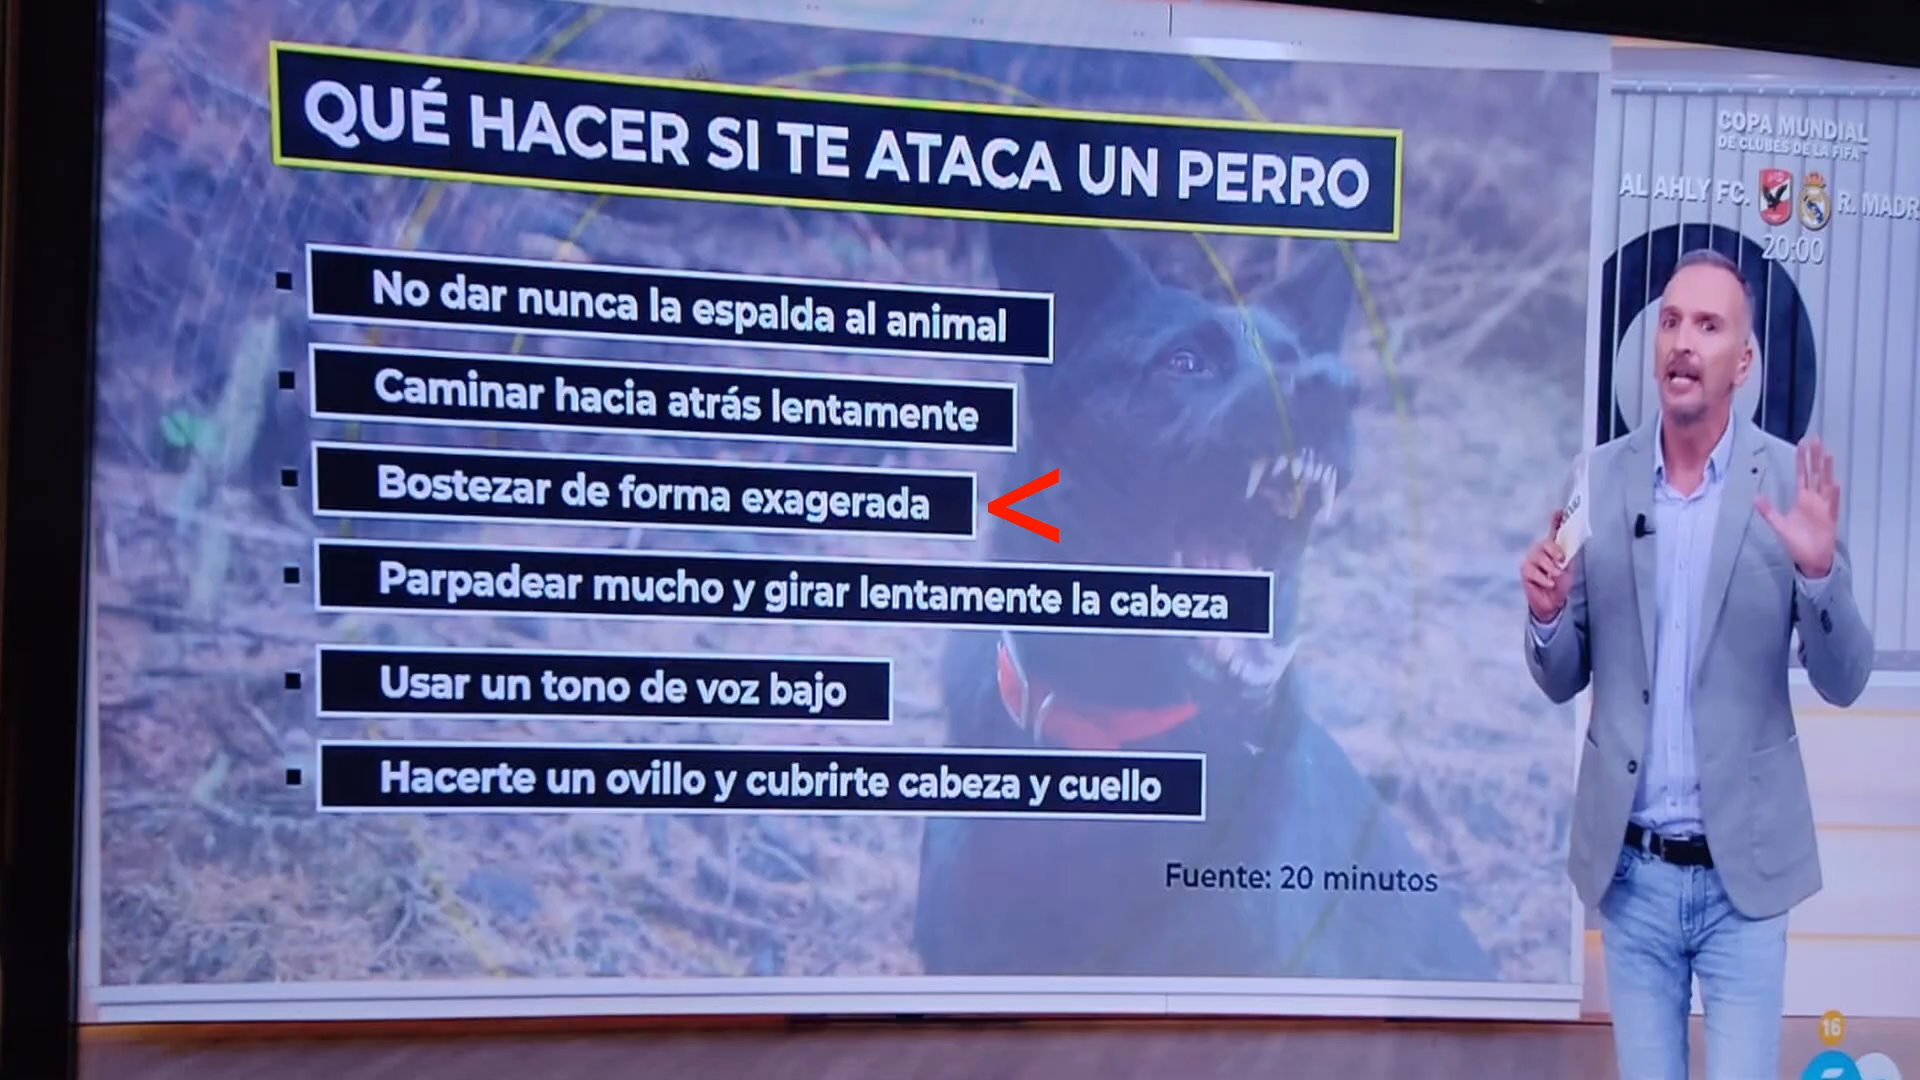 QUÉ HACER SI TE ATACA UN PERRO
No dar nunca la espalda al animal
Caminar hacia atrás lentamente
Bostezar de forma exagerada <
Parpadear mucho y girar lentamente la cabeza
Usar un tono de voz bajo
Hacerte un ovillo y cubrirte cabeza y cuello
Fuente: 20 minutos
COPA MUNDIAL
DE CLUBES DE LA FIFA™
AL AHLY FC. R. MADR
20:00
16